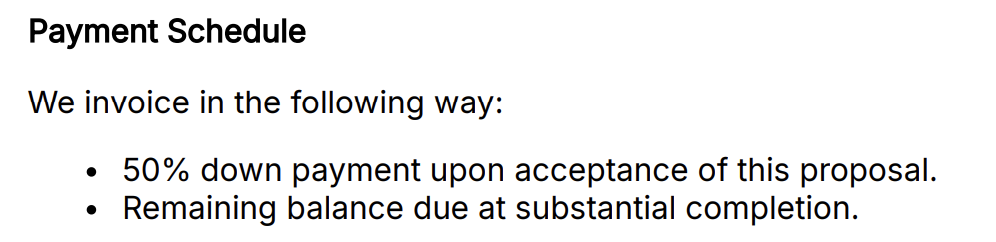 Payment Schedule
We invoice in the following way:
• 50% down payment upon acceptance of this proposal.
• Remaining balance due at substantial completion.